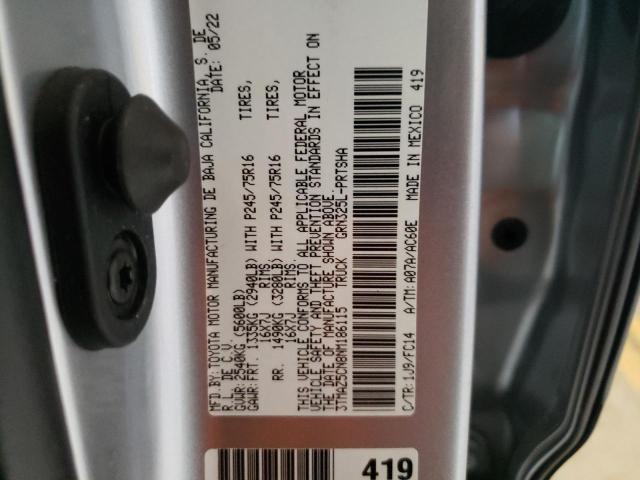 MFD.BY:TOYOTA MOTOR MANUFACTURING DE BAJA CALIFORNIA, S. DE
R.L. DE C.V. DATE: 05/22
GVWR:2540KG (5600LB)
GAWR:FRT. 1335KG (2940LB) WITH P245/75R16 TIRES,
16X7J RIMS.
RR. 1490KG (3280LB) WITH P245/75R16 TIRES,
16X7J RIMS.
THIS VEHICLE CONFORMS TO ALL APPLICABLE FEDERAL MOTOR
VEHICLE SAFETY AND THEFT PREVENTION STANDARDS IN EFFECT ON
THE DATE OF MANUFACTURE SHOWN ABOVE.
3TMAZ5CN8NM186115 TRUCK GRN325L-PRTSHA
C/TR:1J9/FC14 A/TM:A07A/AC60E MADE IN MEXICO 419
419